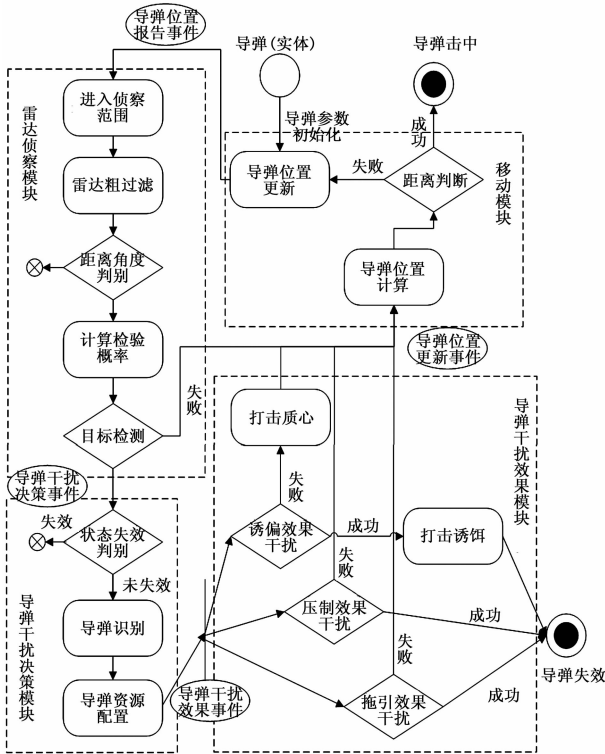 导弹位置
报告事件
导弹(实体)
导弹击中
进入侦察
范围
雷达侦察模块
导弹参数
初始化
成功
导弹位置
更新
失败
距离判断
移动模块
雷达粗过滤
距离角度
判别
导弹位置
计算
计算检验
概率
导弹位置
更新事件
失败
目标检测
打击质心
导弹干扰效果模块
导弹干扰
决策事件
失败
失效
状态失效
判别
诱偏效果
干扰
成功
打击诱饵
未失效
失败
导弹干扰决策模块
导弹识别
压制效果
干扰
成功
导弹失效
失败
导弹资源
配置
导弹干扰
效果事件
拖引效果
干扰
成功